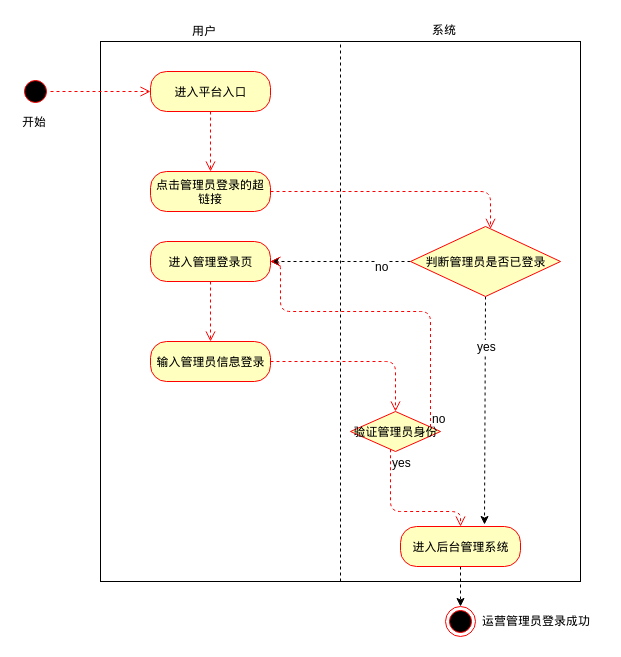 用户
系统
进入平台入口
开始
点击管理员登录的超
链接
进入管理登录页
no
判断管理员是否已登录
yes
输入管理员信息登录
no
验证管理员身份
yes
进入后台管理系统
运营管理员登录成功